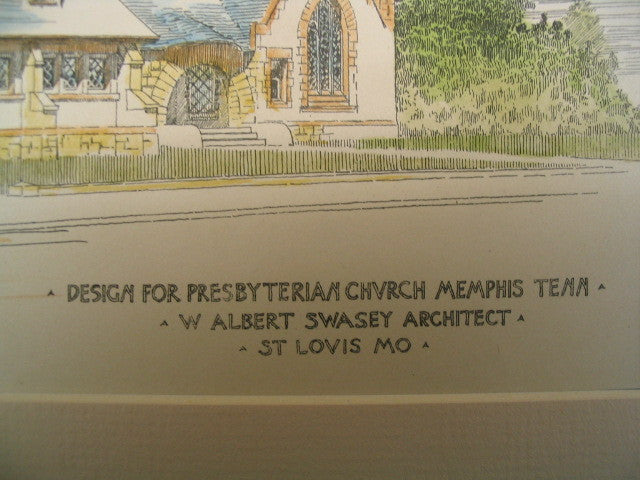 ▴ DESIGN FOR PRESBYTERIAN CHVRCH MEMPHIS TENN ▴
▴ W ALBERT SWASEY ARCHITECT ▴
▴ ST LOVIS MO ▴